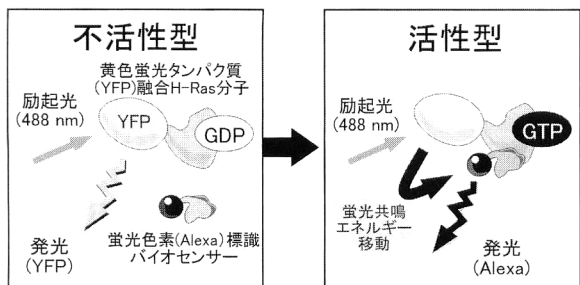 不活性型
黄色蛍光タンパク質
(YFP)融合H-Ras分子
励起光
(488 nm)
YFP
GDP
発光
(YFP)
蛍光色素(Alexa)標識
バイオセンサー
活性型
励起光
(488 nm)
GTP
蛍光共鳴
エネルギー
移動
発光
(Alexa)